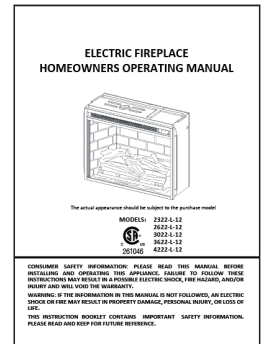 ELECTRIC FIREPLACE
HOMEOWNERS OPERATING MANUAL
The actual appearance should be subject to the purchase model
MODELS: 2322-L-12
2622-L-12
3022-L-12
3622-L-12
4222-L-12
C US
261046
CONSUMER SAFETY INFORMATION: PLEASE READ THIS MANUAL BEFORE
INSTALLING AND OPERATING THIS APPLIANCE. FAILURE TO FOLLOW THESE
INSTRUCTIONS MAY RESULT IN A POSSIBLE ELECTRIC SHOCK, FIRE HAZARD, AND/OR
INJURY AND WILL VOID THE WARRANTY.
WARNING: IF THE INFORMATION IN THIS MANUAL IS NOT FOLLOWED, AN ELECTRIC
SHOCK OR FIRE MAY RESULT IN PROPERTY DAMAGE, PERSONAL INJURY, OR LOSS OF
LIFE.
THIS INSTRUCTION BOOKLET CONTAINS IMPORTANT SAFETY INFORMATION.
PLEASE READ AND KEEP FOR FUTURE REFERENCE.